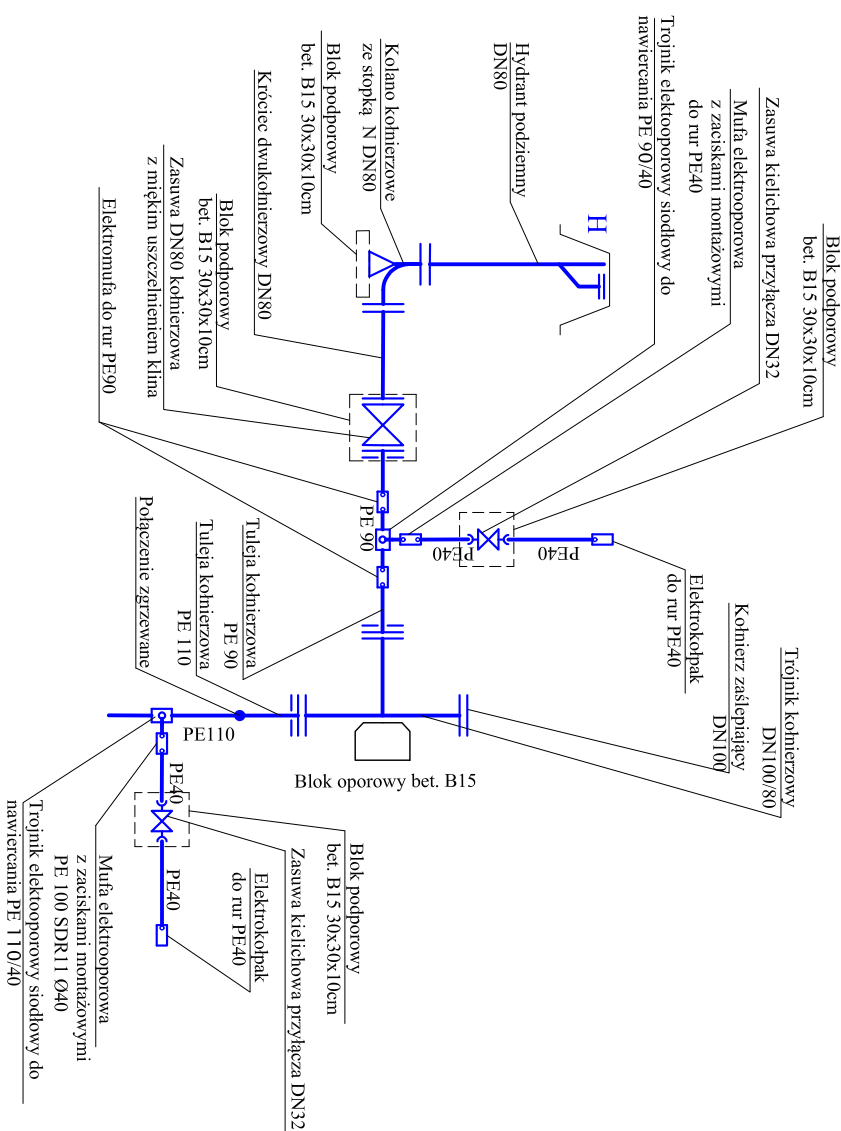 Blok podporowy
bet. B15 30x30x10cm
Zasuwa kielichowa przyłącza DN32
Mufa elektrooporowa
z zaciskami montażowymi
do rur PE40
Trojnik elektooporowy siodłowy do
nawiercania PE 90/40
Hydrant podziemny
DN80
Kolano kołnierzowe
ze stopką N DN80
Blok podporowy
bet. B15 30x30x10cm
Króciec dwukołnierzowy DN80
Blok podporowy
bet. B15 30x30x10cm
Zasuwa DN80 kołnierzowa
z miękim uszczelnieniem klina
Elektromufa do rur PE90
H
PE 90
PE40
PE40
Trójnik kołnierzowy
DN100/80
Kołnierz zaślepiający
DN100
Elektrokołpak
do rur PE40
Tuleja kołnierzowa
PE 90
Tuleja kołnierzowa
PE 110
Połączenie zgrzewane
PE110
Blok oporowy bet. B15
PE40
PE40
Blok podporowy
bet. B15 30x30x10cm
Zasuwa kielichowa przyłącza DN32
Elektrokołpak
do rur PE40
Mufa elektrooporowa
z zaciskami montażowymi
PE 100 SDR11 Ø40
Trojnik elektooporowy siodłowy do
nawiercania PE 110/40